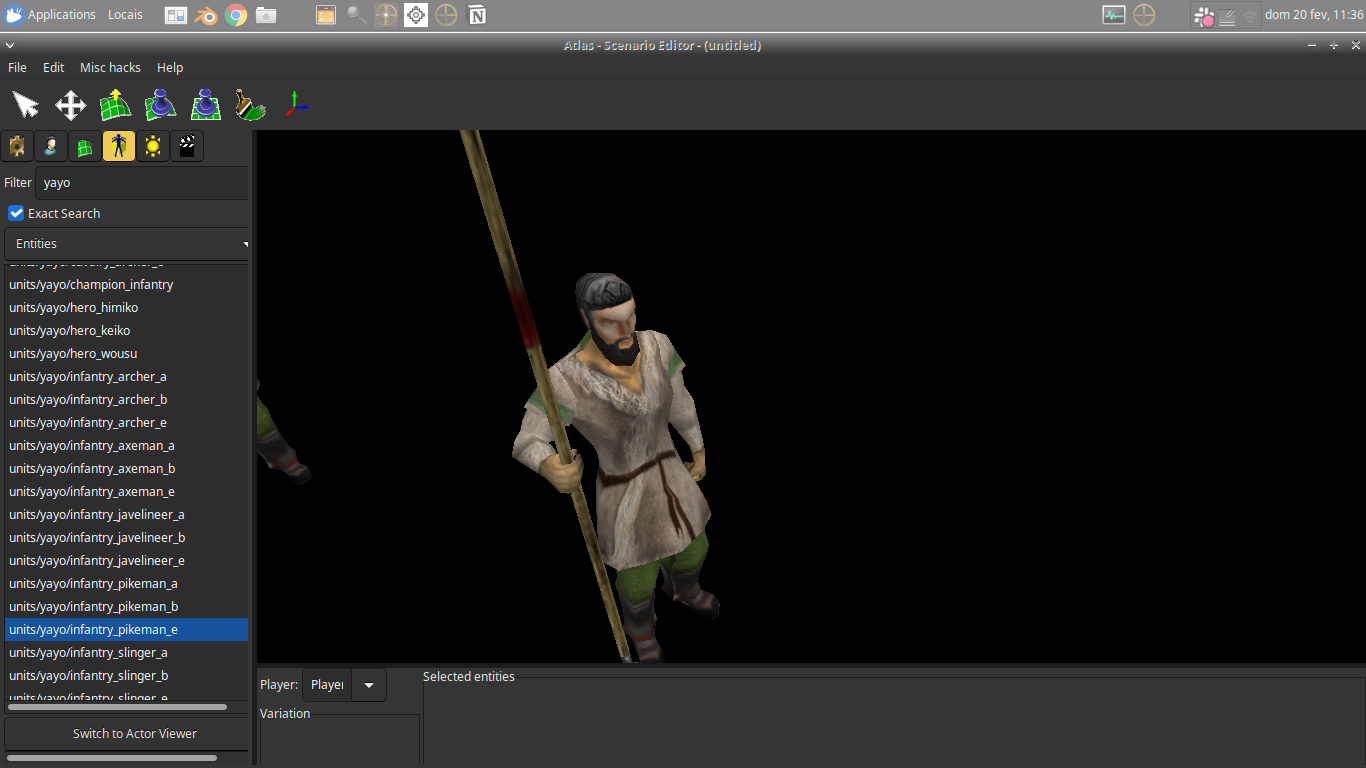 Applications Locais dom 20 fev, 11:36
Atlas - Scenario Editor - (untitled)
File Edit Misc hacks Help
Filter yayo
Exact Search
Entities
units/yayo/champion_infantry
units/yayo/hero_himiko
units/yayo/hero_keiko
units/yayo/hero_wousu
units/yayo/infantry_archer_a
units/yayo/infantry_archer_b
units/yayo/infantry_archer_e
units/yayo/infantry_axeman_a
units/yayo/infantry_axeman_b
units/yayo/infantry_axeman_e
units/yayo/infantry_javelineer_a
units/yayo/infantry_javelineer_b
units/yayo/infantry_javelineer_e
units/yayo/infantry_pikeman_a
units/yayo/infantry_pikeman_b
units/yayo/infantry_pikeman_e
units/yayo/infantry_slinger_a
units/yayo/infantry_slinger_b
units/yayo/infantry_slinger_e
Switch to Actor Viewer
Player: Player
Variation
Selected entities